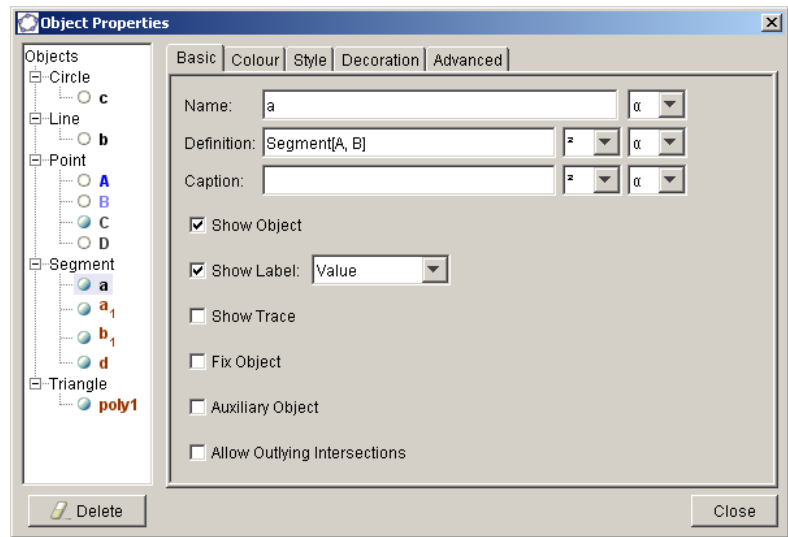 Object Properties
Objects
Circle
c
Line
b
Point
A
B
C
D
Segment
a
a1
b1
d
Triangle
poly1
Delete
Basic Colour Style Decoration Advanced
Name: a α
Definition: Segment[A, B] ² α
Caption: ² α
Show Object
Show Label: Value
Show Trace
Fix Object
Auxiliary Object
Allow Outlying Intersections
Close